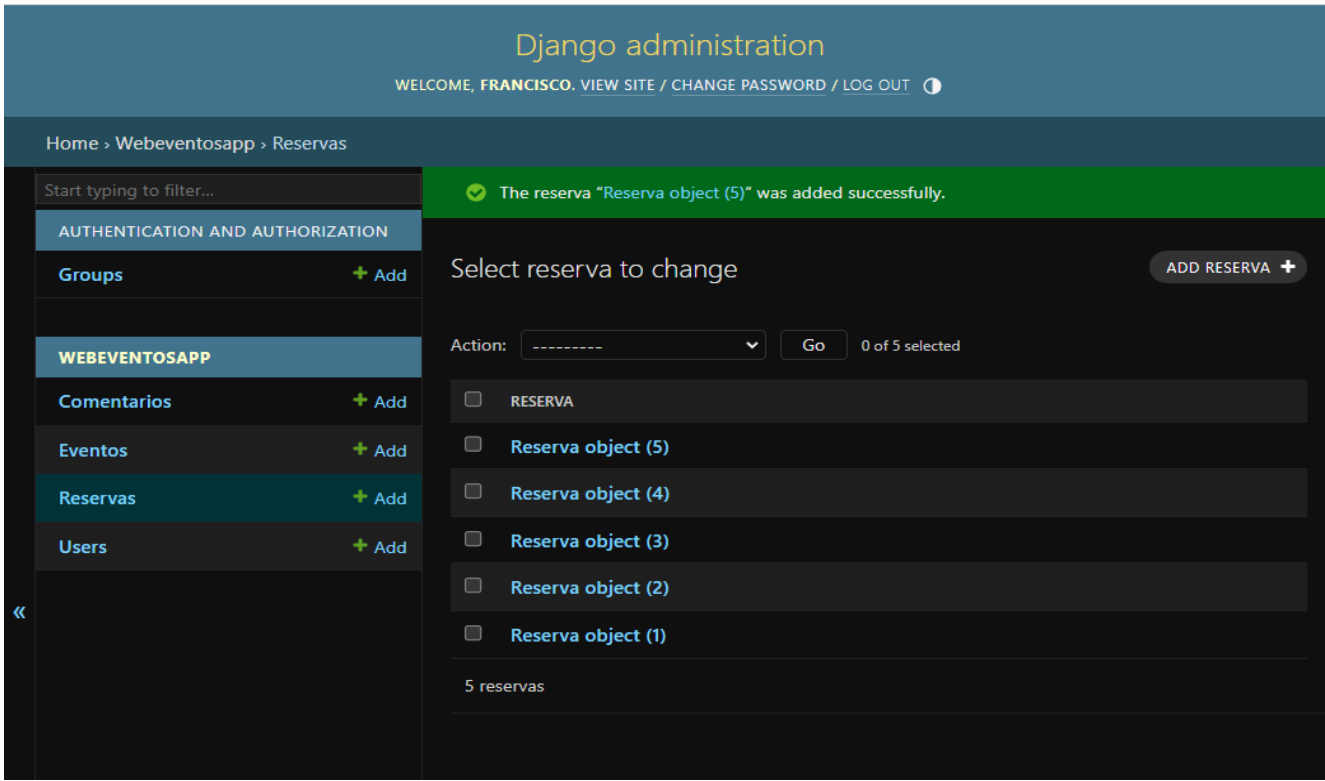 Django administration
WELCOME, FRANCISCO. VIEW SITE / CHANGE PASSWORD / LOG OUT
Home › Webeventosapp › Reservas
Start typing to filter...
AUTHENTICATION AND AUTHORIZATION
Groups + Add
WEBEVENTOSAPP
Comentarios + Add
Eventos + Add
Reservas + Add
Users + Add
«
The reserva “Reserva object (5)” was added successfully.
Select reserva to change
ADD RESERVA +
Action: --------- Go 0 of 5 selected
RESERVA
Reserva object (5)
Reserva object (4)
Reserva object (3)
Reserva object (2)
Reserva object (1)
5 reservas